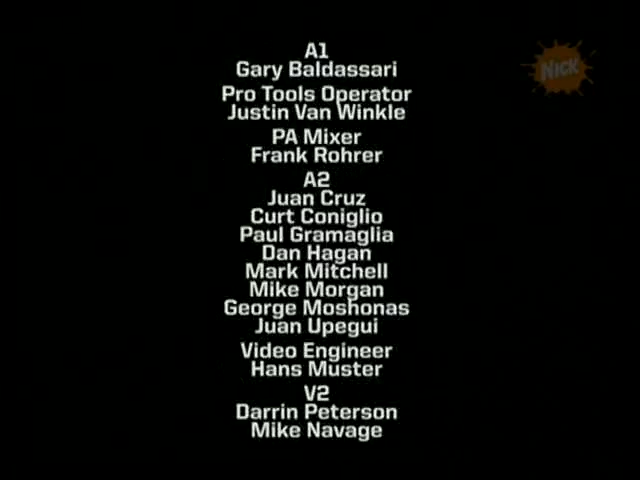 A1
Gary Baldassari
Pro Tools Operator
Justin Van Winkle
PA Mixer
Frank Rohrer
A2
Juan Cruz
Curt Coniglio
Paul Gramaglia
Dan Hagan
Mark Mitchell
Mike Morgan
George Moshonas
Juan Upegui
Video Engineer
Hans Muster
V2
Darrin Peterson
Mike Navage
NICK